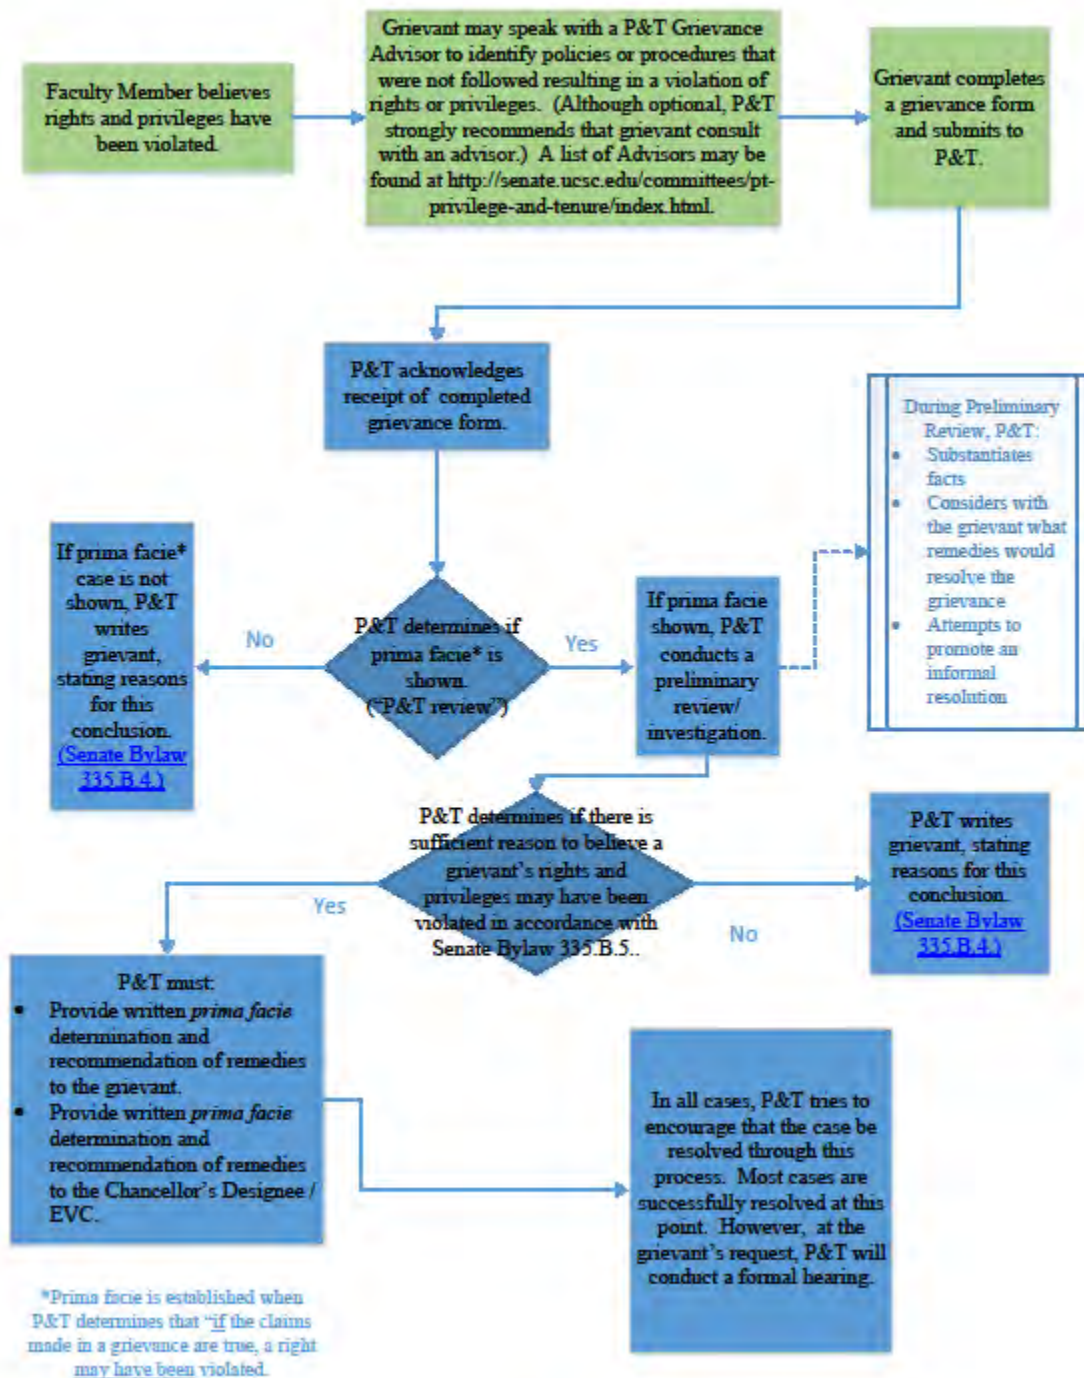 Faculty Member believes
rights and privileges have
been violated.
Grievant may speak with a P&T Grievance
Advisor to identify policies or procedures that
were not followed resulting in a violation of
rights or privileges. (Although optional, P&T
strongly recommends that grievant consult
with an advisor.) A list of Advisors may be
found at http://senate.ucsc.edu/committees/pt-
privilege-and-tenure/index.html.
Grievant completes
a grievance form
and submits to
P&T.
P&T acknowledges
receipt of completed
grievance form.
During Preliminary
Review, P&T:
• Substantiates
facts
• Considers with
the grievant what
remedies would
resolve the
grievance
• Attempts to
promote an
informal
resolution
If prima facie*
case is not
shown, P&T
writes
grievant,
stating reasons
for this
conclusion.
(Senate Bylaw
335.B.4.)
No
P&T determines if
prima facie* is
shown.
("P&T review")
Yes
If prima facie
shown, P&T
conducts a
preliminary
review/
investigation.
P&T determines if there is
sufficient reason to believe a
grievant's rights and
privileges may have been
violated in accordance with
Senate Bylaw 335.B.5..
Yes
No
P&T writes
grievant, stating
reasons for this
conclusion.
(Senate Bylaw
335.B.4.)
P&T must:
• Provide written prima facie
determination and
recommendation of remedies
to the grievant.
• Provide written prima facie
determination and
recommendation of remedies
to the Chancellor's Designee /
EVC.
In all cases, P&T tries to
encourage that the case be
resolved through this
process. Most cases are
successfully resolved at this
point. However, at the
grievant's request, P&T will
conduct a formal hearing.
*Prima facie is established when
P&T determines that "if the claims
made in a grievance are true, a right
may have been violated.